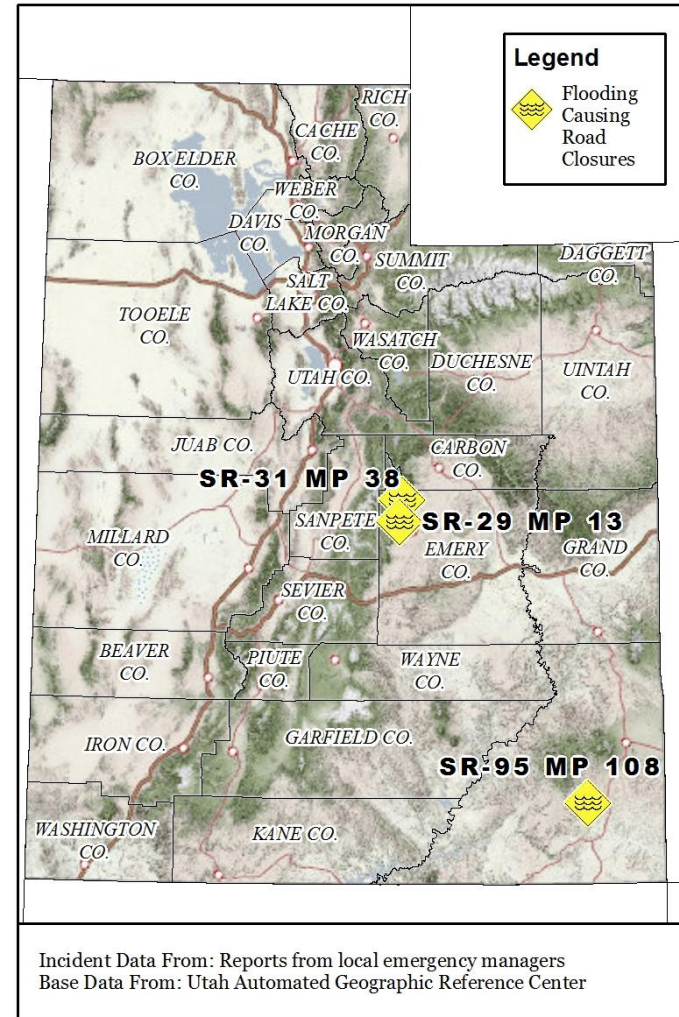 Legend
Flooding
Causing
Road
Closures
RICH
CO.
CACHE
CO.
BOX ELDER
CO.
WEBER
CO.
DAVIS
CO.
MORGAN
CO.
SUMMIT
CO.
DAGGETT
CO.
SALT
LAKE CO.
TOOELE
CO.
WASATCH
CO.
DUCHESNE
CO.
UINTAH
CO.
UTAH CO.
JUAB CO.
CARBON
CO.
SR-31 MP 38
SANPETE
CO.
SR-29 MP 13
MILLARD
CO.
EMERY
CO.
GRAND
CO.
SEVIER
CO.
BEAVER
CO.
PIUTE
CO.
WAYNE
CO.
IRON CO.
GARFIELD CO.
SR-95 MP 108
WASHINGTON
CO.
KANE CO.
Incident Data From: Reports from local emergency managers
Base Data From: Utah Automated Geographic Reference Center